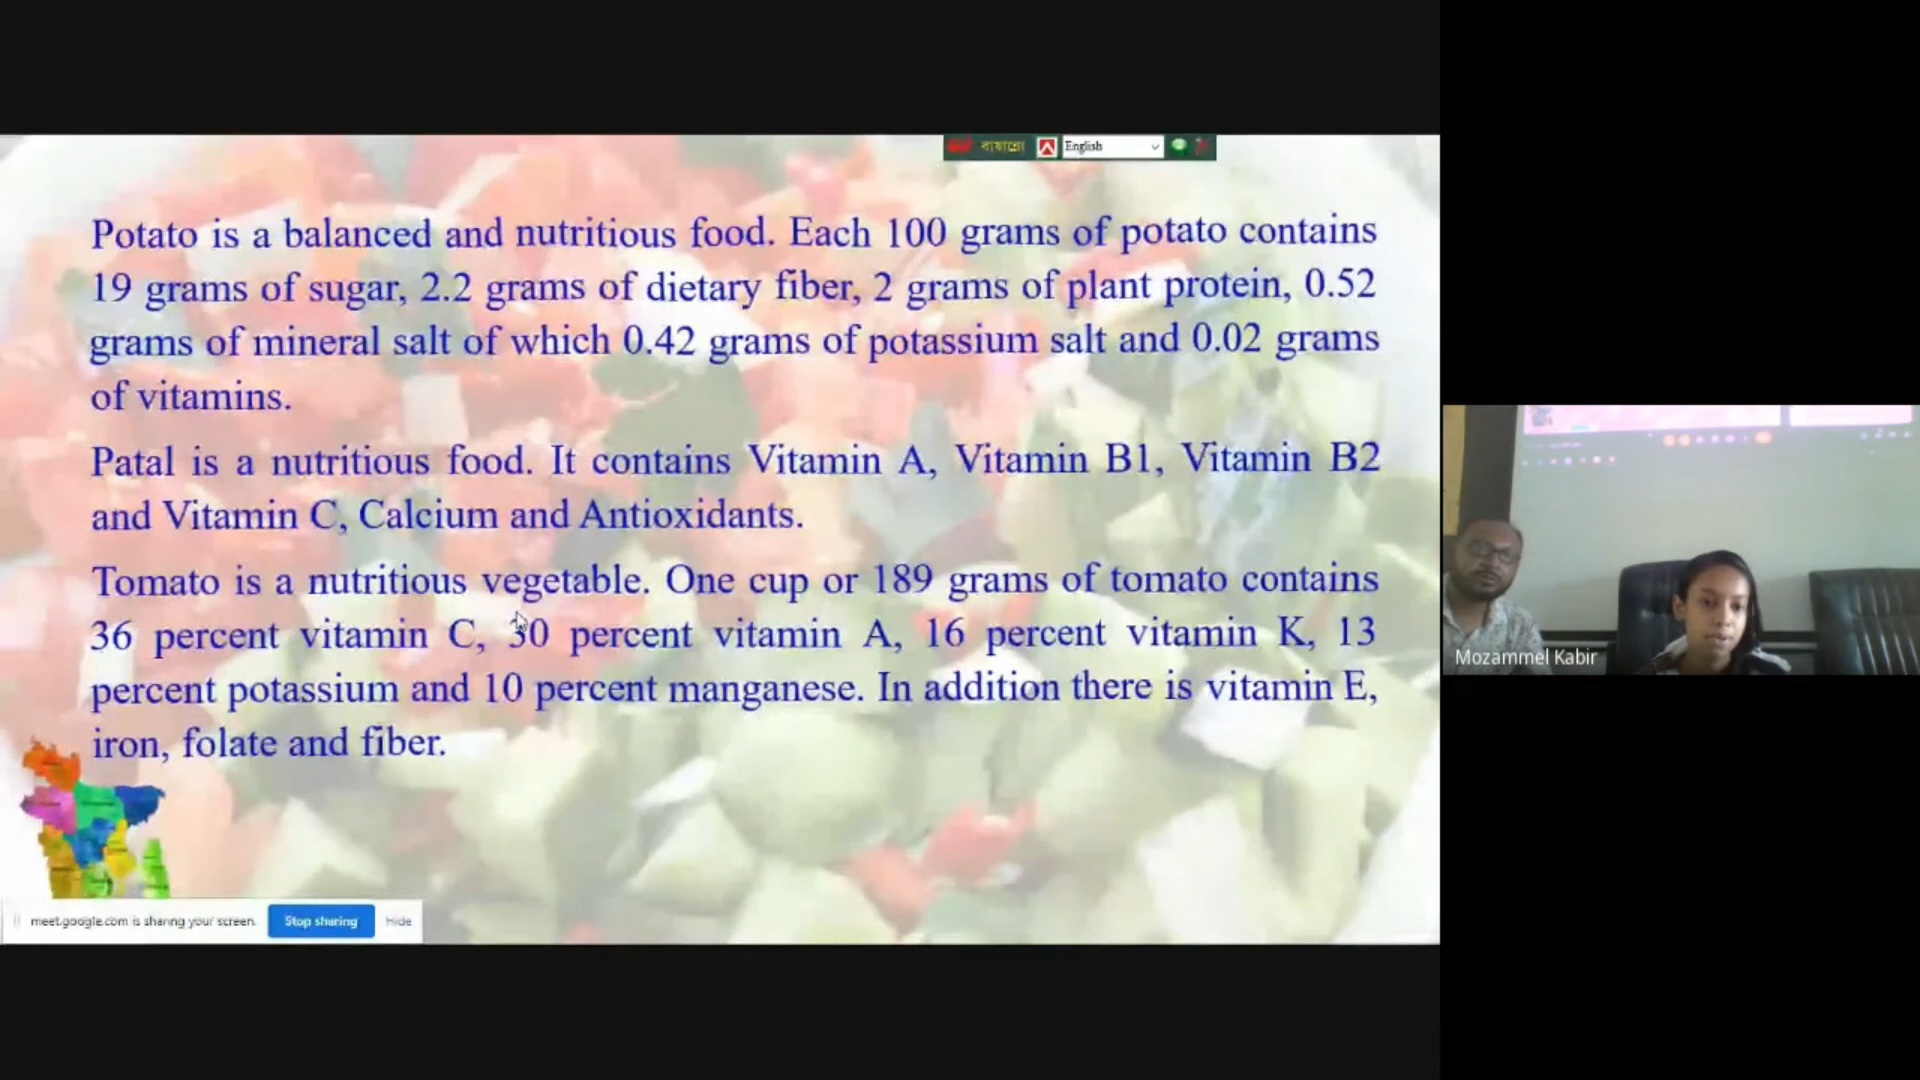 English
Potato is a balanced and nutritious food. Each 100 grams of potato contains
19 grams of sugar, 2.2 grams of dietary fiber, 2 grams of plant protein, 0.52
grams of mineral salt of which 0.42 grams of potassium salt and 0.02 grams
of vitamins.
Patal is a nutritious food. It contains Vitamin A, Vitamin B1, Vitamin B2
and Vitamin C, Calcium and Antioxidants.
Tomato is a nutritious vegetable. One cup or 189 grams of tomato contains
36 percent vitamin C, 30 percent vitamin A, 16 percent vitamin K, 13
percent potassium and 10 percent manganese. In addition there is vitamin E,
iron, folate and fiber.
meet.google.com is sharing your screen.
Stop sharing
Hide
Mozammel Kabir